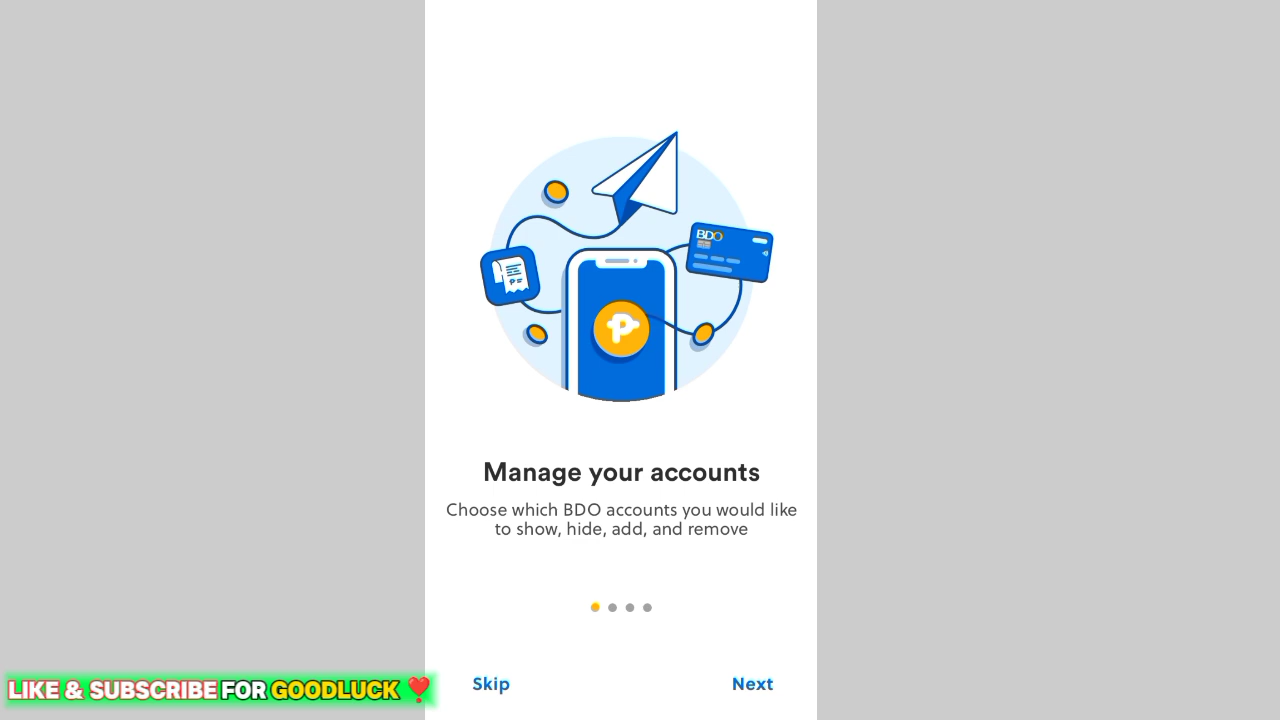 BDO
Manage your accounts
Choose which BDO accounts you would like
to show, hide, add, and remove
Skip
Next
LIKE & SUBSCRIBE FOR GOODLUCK ❣️